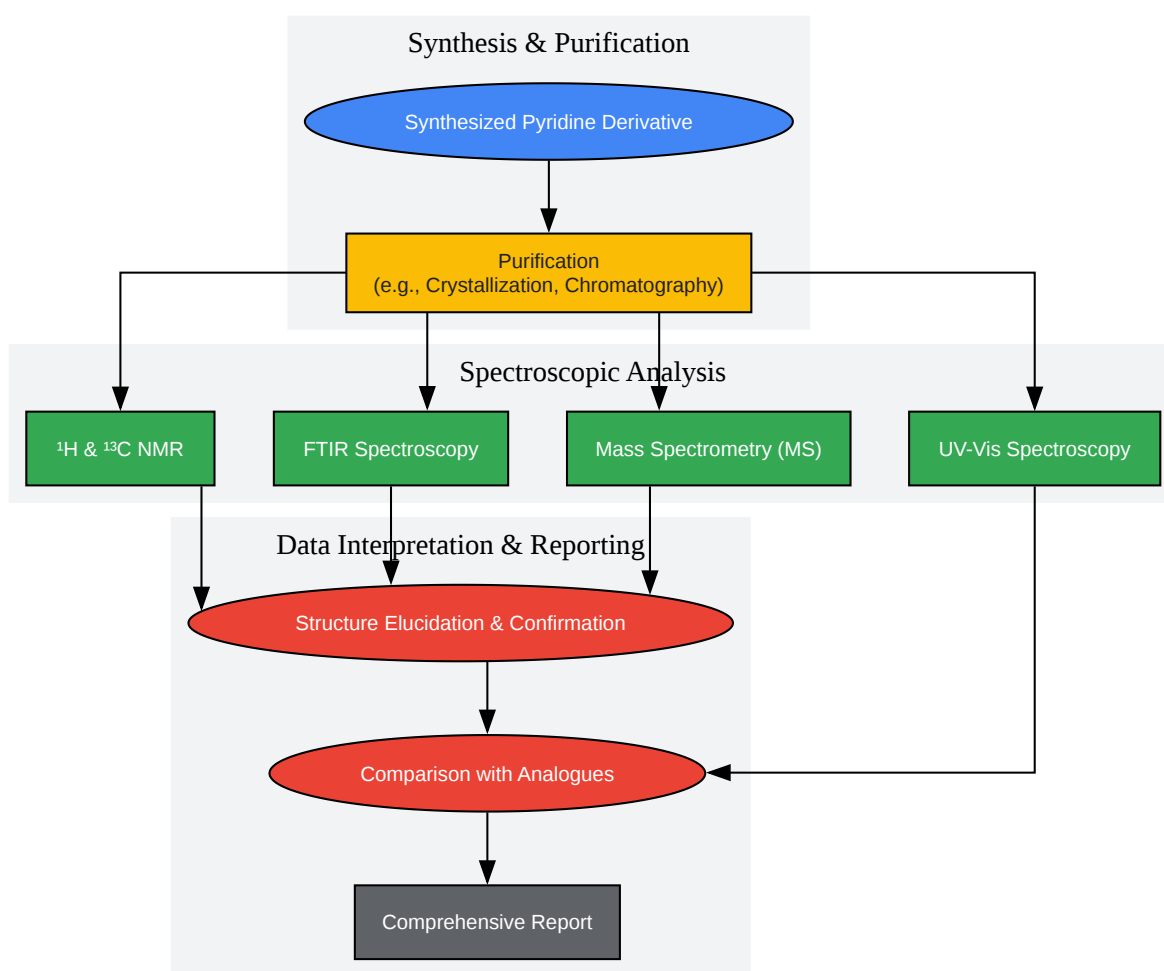 Synthesis & Purification
Synthesized Pyridine Derivative
Purification
(e.g., Crystallization, Chromatography)
Spectroscopic Analysis
¹H & ¹³C NMR
FTIR Spectroscopy
Mass Spectrometry (MS)
UV-Vis Spectroscopy
Data Interpretation & Reporting
Structure Elucidation & Confirmation
Comparison with Analogues
Comprehensive Report